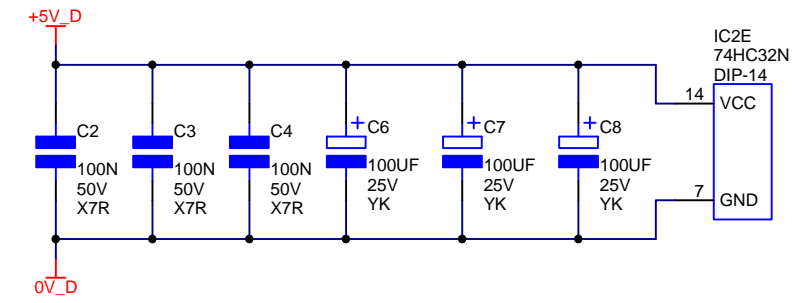 +5V_D
IC2E
74HC32N
DIP-14
14
VCC
C2
100N
50V
X7R
C3
100N
50V
X7R
C4
100N
50V
X7R
+
C6
100UF
25V
YK
+
C7
100UF
25V
YK
+
C8
100UF
25V
YK
7
GND
0V_D